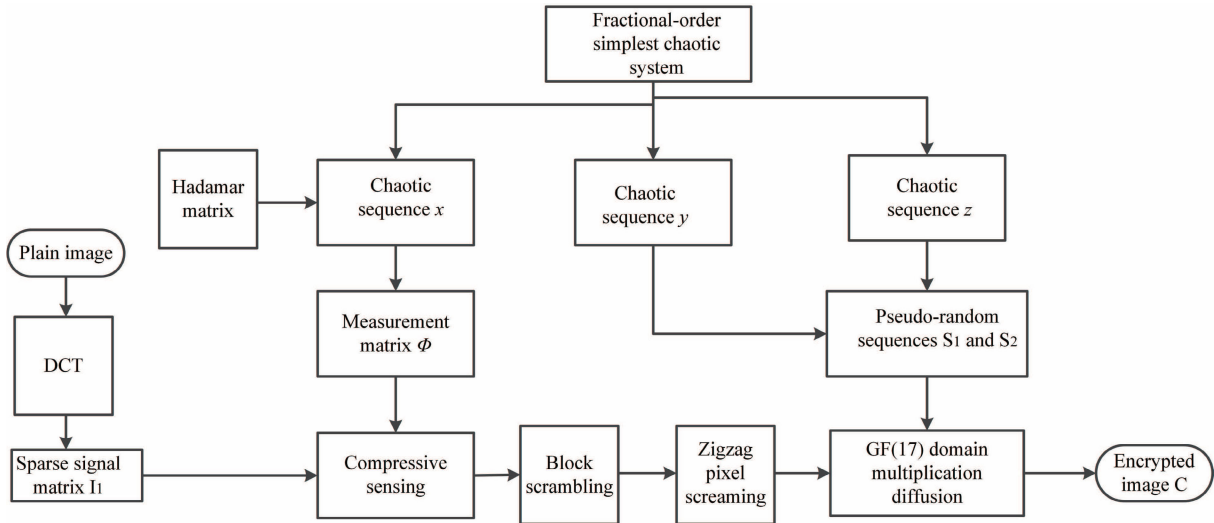 Fractional-order
simplest chaotic
system
Hadamar
matrix
Chaotic
sequence x
Chaotic
sequence y
Chaotic
sequence z
Plain image
DCT
Measurement
matrix Φ
Pseudo-random
sequences S1 and S2
Sparse signal
matrix I1
Compressive
sensing
Block
scrambling
Zigzag
pixel
screaming
GF(17) domain
multiplication
diffusion
Encrypted
image C